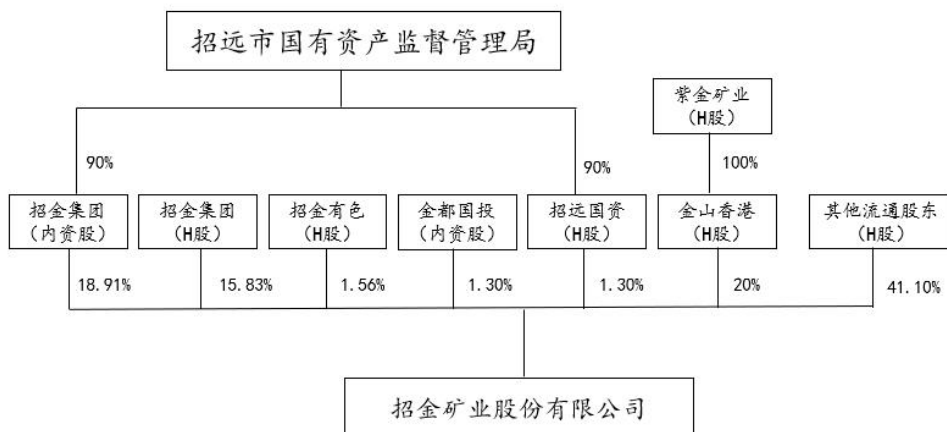 招远市国有资产监督管理局
紫金矿业
（H股）
90%
90%
100%
招金集团
（内资股）
招金集团
（H股）
招金有色
（H股）
金都国投
（内资股）
招远国资
（H股）
金山香港
（H股）
其他流通股东
（H股）
18.91%
15.83%
1.56%
1.30%
1.30%
20%
41.10%
招金矿业股份有限公司